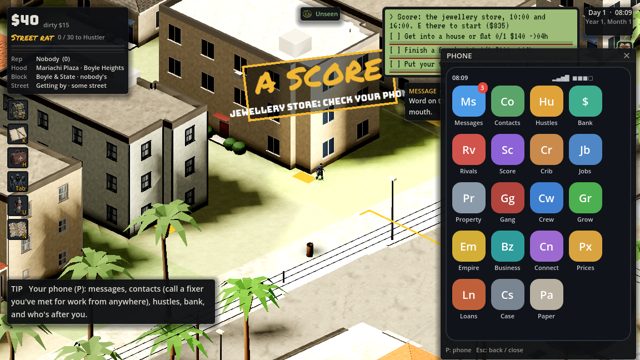 $40 dirty $15
STREET RAT 0 / 30 to Hustler
Rep Nobody (0)
Hood Mariachi Plaza · Boyle Heights
Block Boyle & State · nobody's
Street Getting by · some street
Tab
Unseen
> Score: the jewellery store, 10:00 and
16:00. E there to start ($835)
[ ] Get into a house or flat 0/1 $140
[ ] Finish a
[ ] Put your
Day 1 · 08:09
Year 1, Month 1
A SCORE
JEWELLERY STORE: CHECK YOUR PHO
MESSAGE
Word on t
mouth.
PHONE
08:09
3
Ms
Co
Hu
$
Messages
Contacts
Hustles
Bank
Rv
Sc
Cr
Jb
Rivals
Score
Crib
Jobs
Pr
Gg
Cw
Gr
Property
Gang
Crew
Grow
Em
Bz
Cn
Px
Empire
Business
Connect
Prices
Ln
Cs
Pa
Loans
Case
Paper
P: phone Esc: back / close
TIP Your phone (P): messages, contacts (call a fixer
you've met for work from anywhere), hustles, bank,
and who's after you.